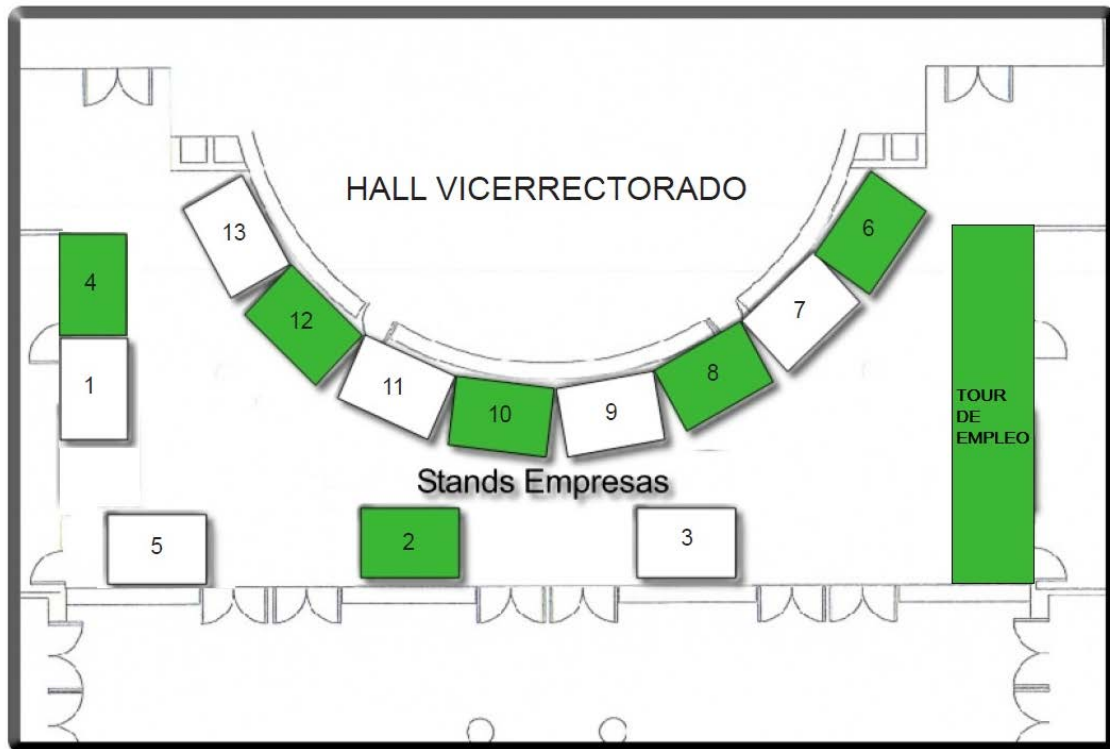 HALL VICERRECTORADO
13
6
4
12
7
1
11
10
9
8
TOUR
DE
EMPLEO
Stands Empresas
5
2
3